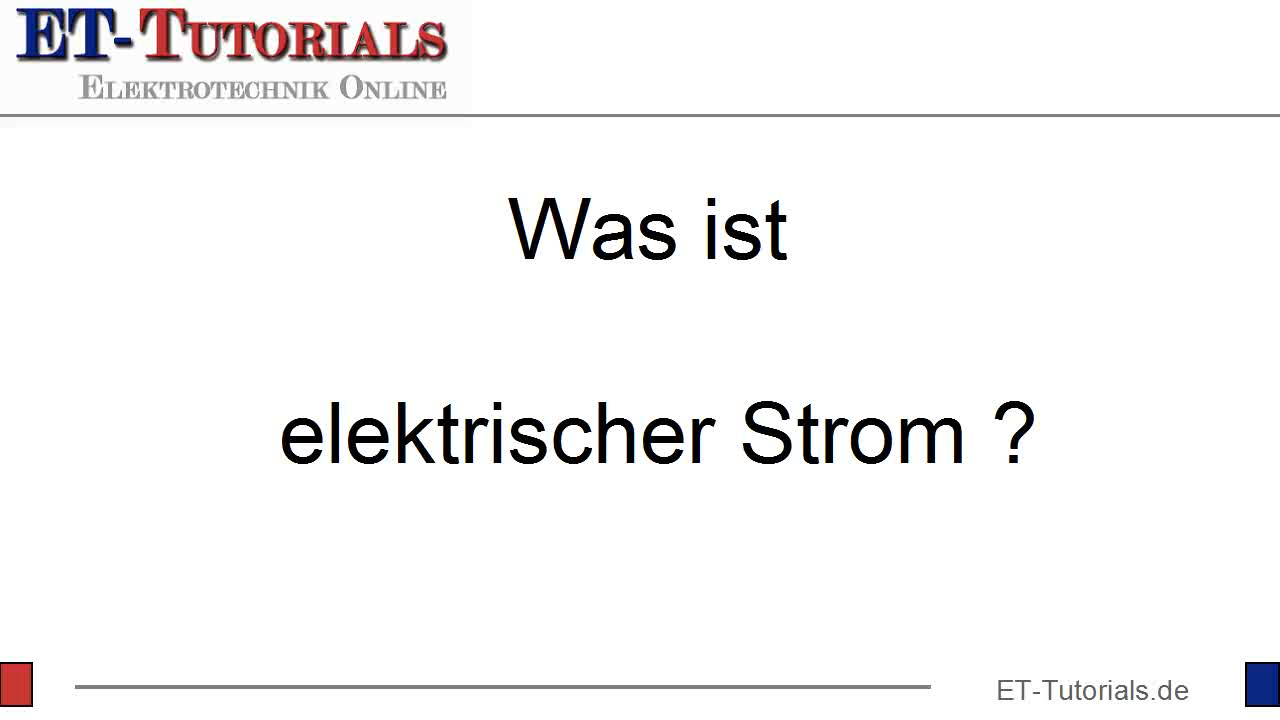 ET-TUTORIALS
ELEKTROTECHNIK ONLINE
Was ist
elektrischer Strom ?
ET-Tutorials.de